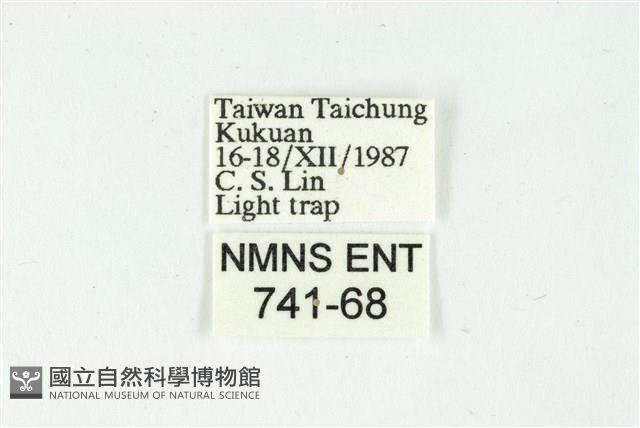 Taiwan Taichung
Kukuan
16-18/XII/1987
C. S. Lin
Light trap
NMNS ENT
741-68
國立自然科學博物館
NATIONAL MUSEUM OF NATURAL SCIENCE